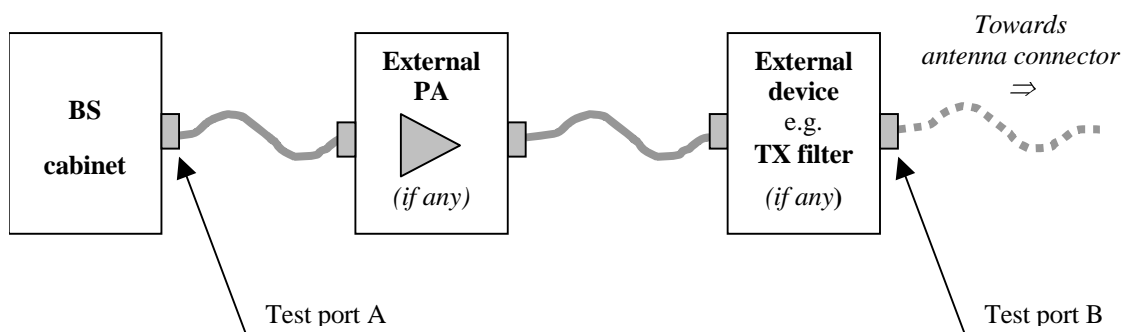 BS
cabinet
External
PA
(if any)
External
device
e.g.
TX filter
(if any)
Towards
antenna connector
⇒
Test port A
Test port B